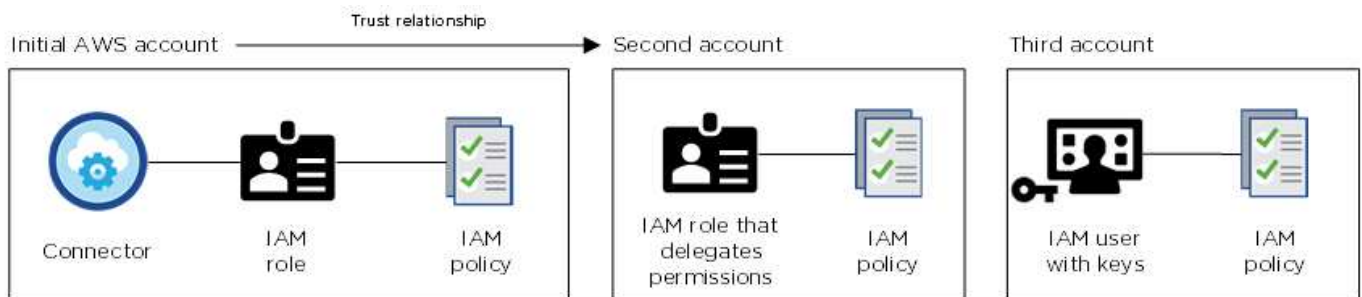 Trust relationship
Initial AWS account
Second account
Third account
Connector
IAM
role
IAM
policy
IAM role that
delegates
permissions
IAM
policy
IAM user
with keys
IAM
policy